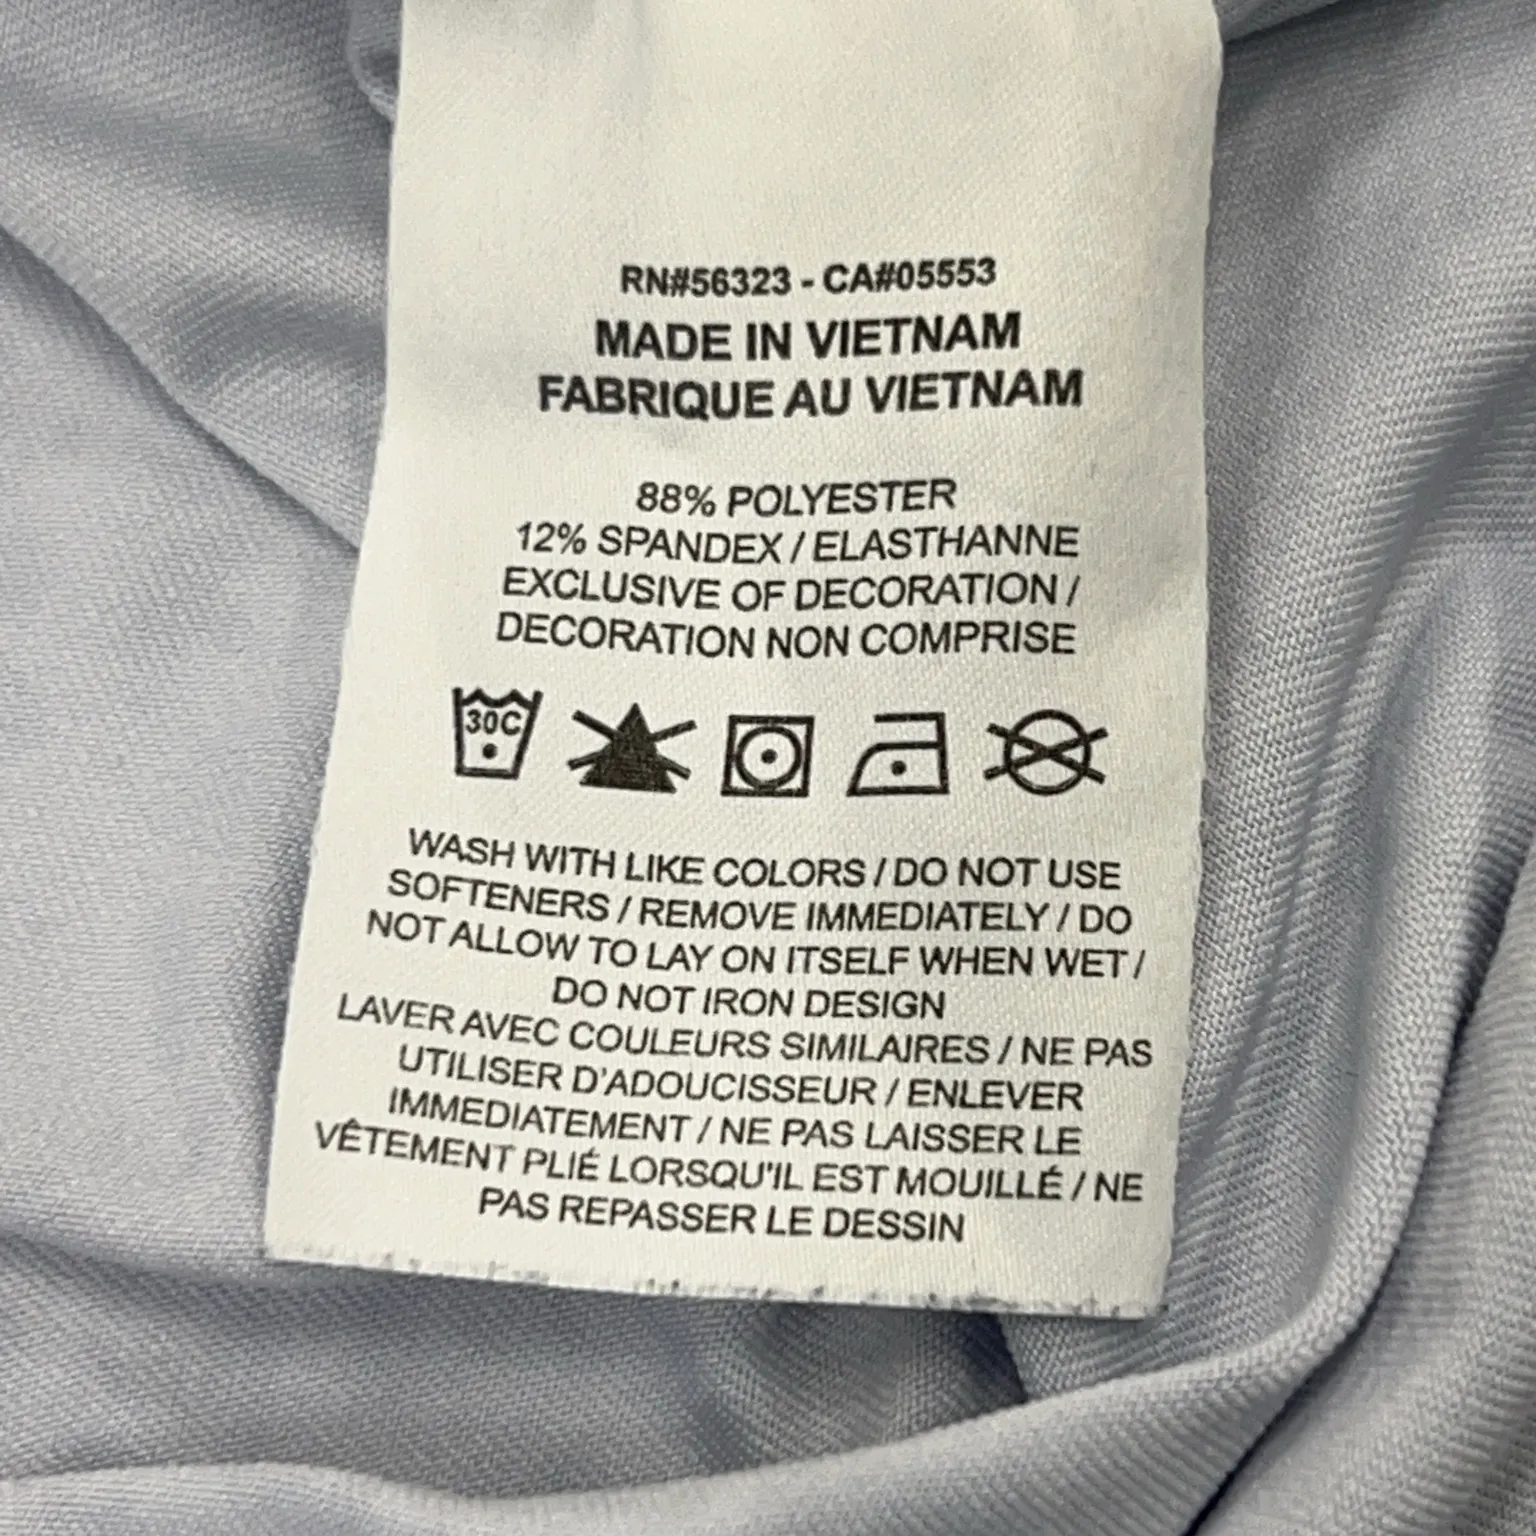 RN#56323 - CA#05553
MADE IN VIETNAM
FABRIQUE AU VIETNAM
88% POLYESTER
12% SPANDEX / ELASTHANNE
EXCLUSIVE OF DECORATION /
DECORATION NON COMPRISE
30C
WASH WITH LIKE COLORS / DO NOT USE
SOFTENERS / REMOVE IMMEDIATELY / DO
NOT ALLOW TO LAY ON ITSELF WHEN WET /
DO NOT IRON DESIGN
LAVER AVEC COULEURS SIMILAIRES / NE PAS
UTILISER D'ADOUCISSEUR / ENLEVER
IMMEDIATEMENT / NE PAS LAISSER LE
VÊTEMENT PLIÉ LORSQU'IL EST MOUILLÉ / NE
PAS REPASSER LE DESSIN